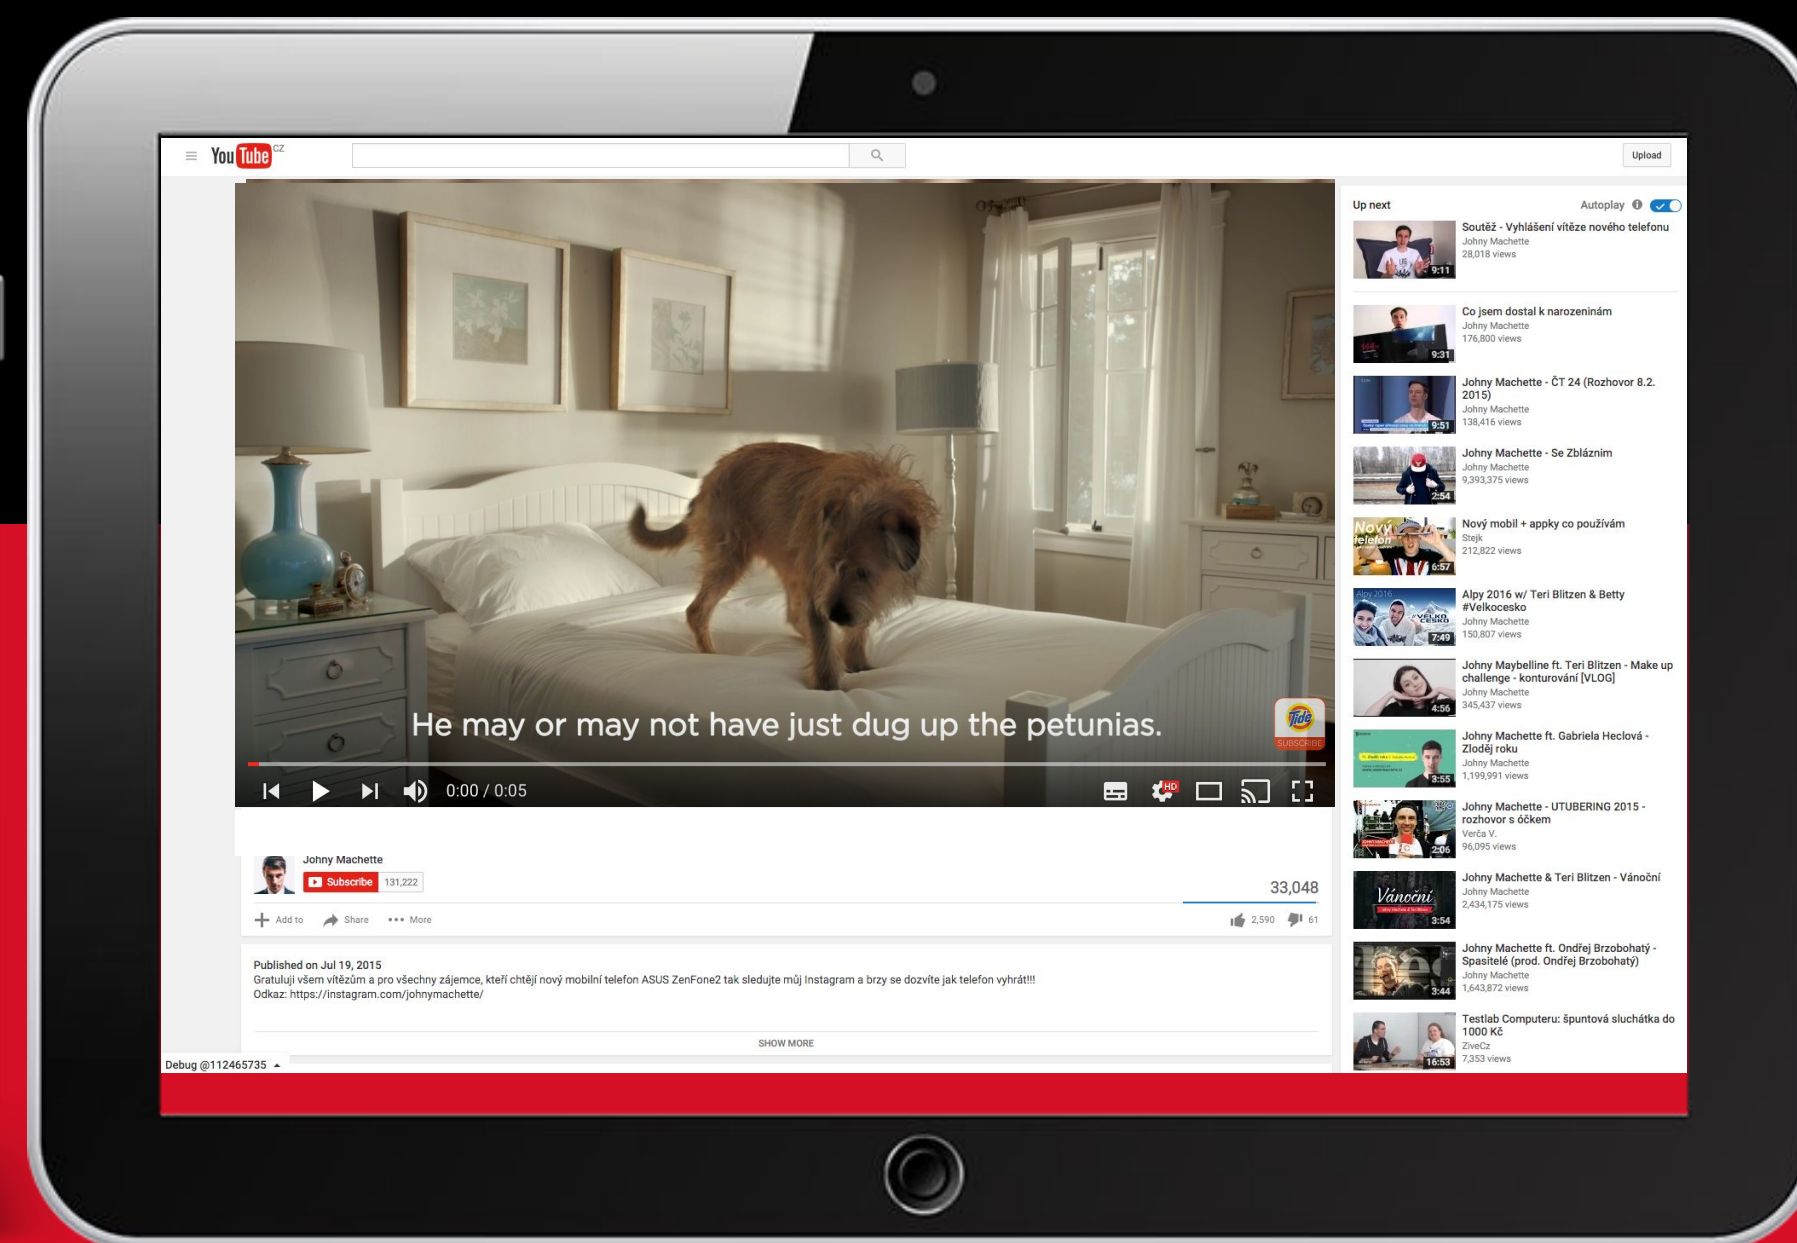 YouTube CZ
Upload
He may or may not have just dug up the petunias.
Tide
SUBSCRIBE
0:00 / 0:05
HD
Johny Machette
Subscribe 131,222
33,048
Add to Share More
2,590 61
Published on Jul 19, 2015
Gratuluji všem vítězům a pro všechny zájemce, kteří chtějí nový mobilní telefon ASUS ZenFone2 tak sledujte můj Instagram a brzy se dozvíte jak telefon vyhrát!!!
Odkaz: https://instagram.com/johnymachette/
SHOW MORE
Debug @112465735
Up next Autoplay
Soutěž - Vyhlášení vítěze nového telefonu
Johny Machette
28,018 views
9:11
Co jsem dostal k narozeninám
Johny Machette
176,800 views
9:31
Johny Machette - ČT 24 (Rozhovor 8.2.
2015)
Johny Machette
138,416 views
9:51
Johny Machette - Se Zbláznim
Johny Machette
9,393,375 views
2:54
Nový mobil + appky co používám
Stejk
212,822 views
Nový
telefon
6:57
Alpy 2016 w/ Teri Blitzen & Betty
#Velkocesko
Johny Machette
150,807 views
Alpy 2016
#VELKO
CESKO
7:49
Johny Maybelline ft. Teri Blitzen - Make up
challenge - konturování [VLOG]
Johny Machette
345,437 views
4:56
Johny Machette ft. Gabriela Heclová -
Zloděj roku
Johny Machette
1,199,991 views
3:55
Johny Machette - UTUBERING 2015 -
rozhovor s óčkem
Verča V.
96,095 views
2:06
Johny Machette & Teri Blitzen - Vánoční
Johny Machette
2,434,175 views
Vánoční
3:54
Johny Machette ft. Ondřej Brzobohatý -
Spasitelé (prod. Ondřej Brzobohatý)
Johny Machette
1,643,872 views
3:44
Testlab Computeru: špuntová sluchátka do
1000 Kč
ZiveCz
7,353 views
16:53